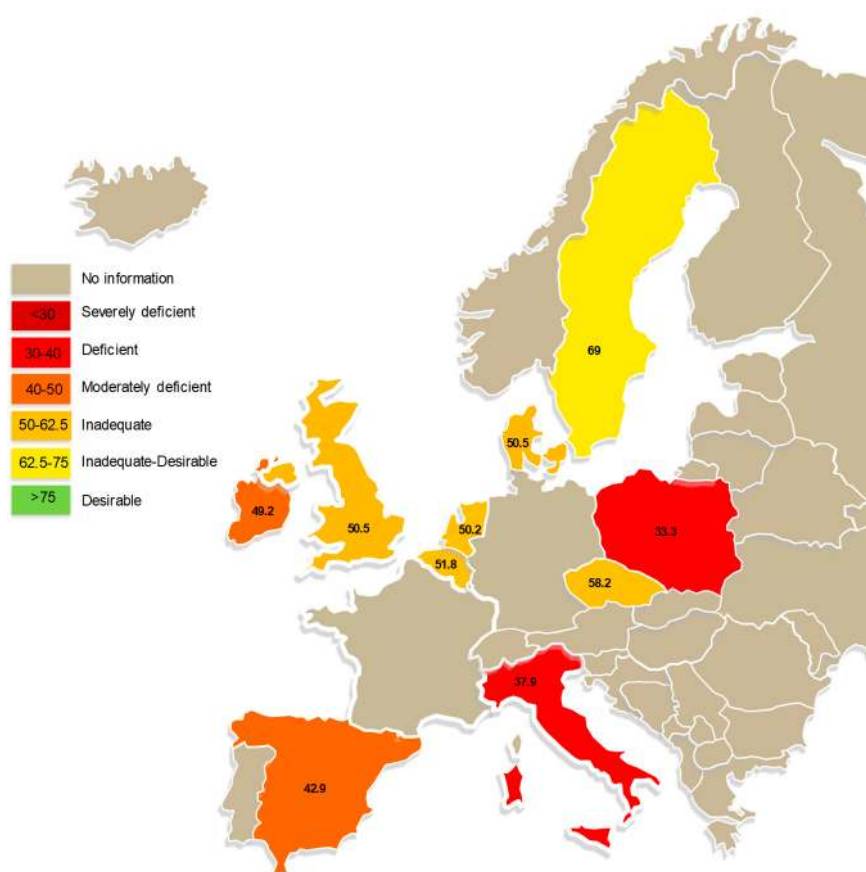 No information
<30 Severely deficient
30-40 Deficient
40-50 Moderately deficient
50-62.5 Inadequate
62.5-75 Inadequate-Desirable
>75 Desirable
69
50.5
49.2
50.5
50.2
51.8
33.3
58.2
37.9
42.9